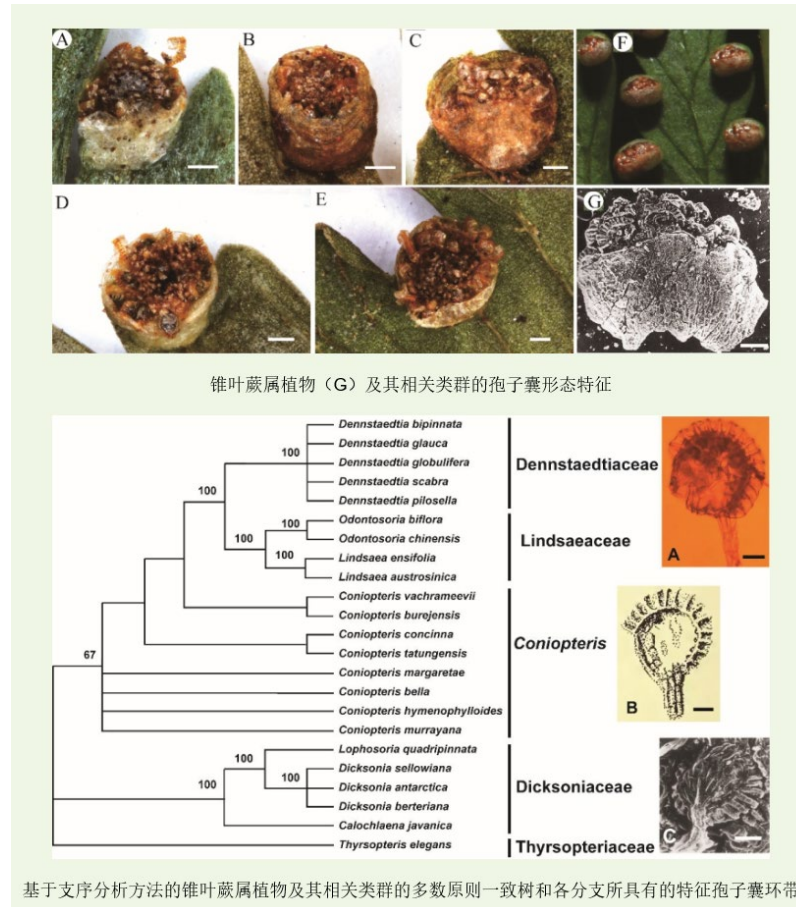 A
B
C
F
D
E
G
锥叶蕨属植物（G）及其相关类群的孢子囊形态特征
Dennstaedtia bipinnata
Dennstaedtia glauca
100
Dennstaedtia globulifera
Dennstaedtiaceae
100
Dennstaedtia scabra
Dennstaedtia pilosella
100
Odontosoria biflora
100
Odontosoria chinensis
Lindsaeaceae
100
Lindsaea ensifolia
A
Lindsaea austrosinica
Coniopteris vachrameevii
Coniopteris burejensis
Coniopteris concinna
Coniopteris
Coniopteris tatungensis
67
Coniopteris margaretae
Coniopteris bella
B
Coniopteris hymenophylloides
Coniopteris murrayana
100
Lophosoria quadripinnata
100
100
Dicksonia sellowiana
Dicksonia antarctica
Dicksoniaceae
Dicksonia berteriana
Calochlaena javanica
C
Thyrsopteris elegans
Thyrsopteriaceae
基于支序分析方法的锥叶蕨属植物及其相关类群的多数原则一致树和各分支所具有的特征孢子囊环带